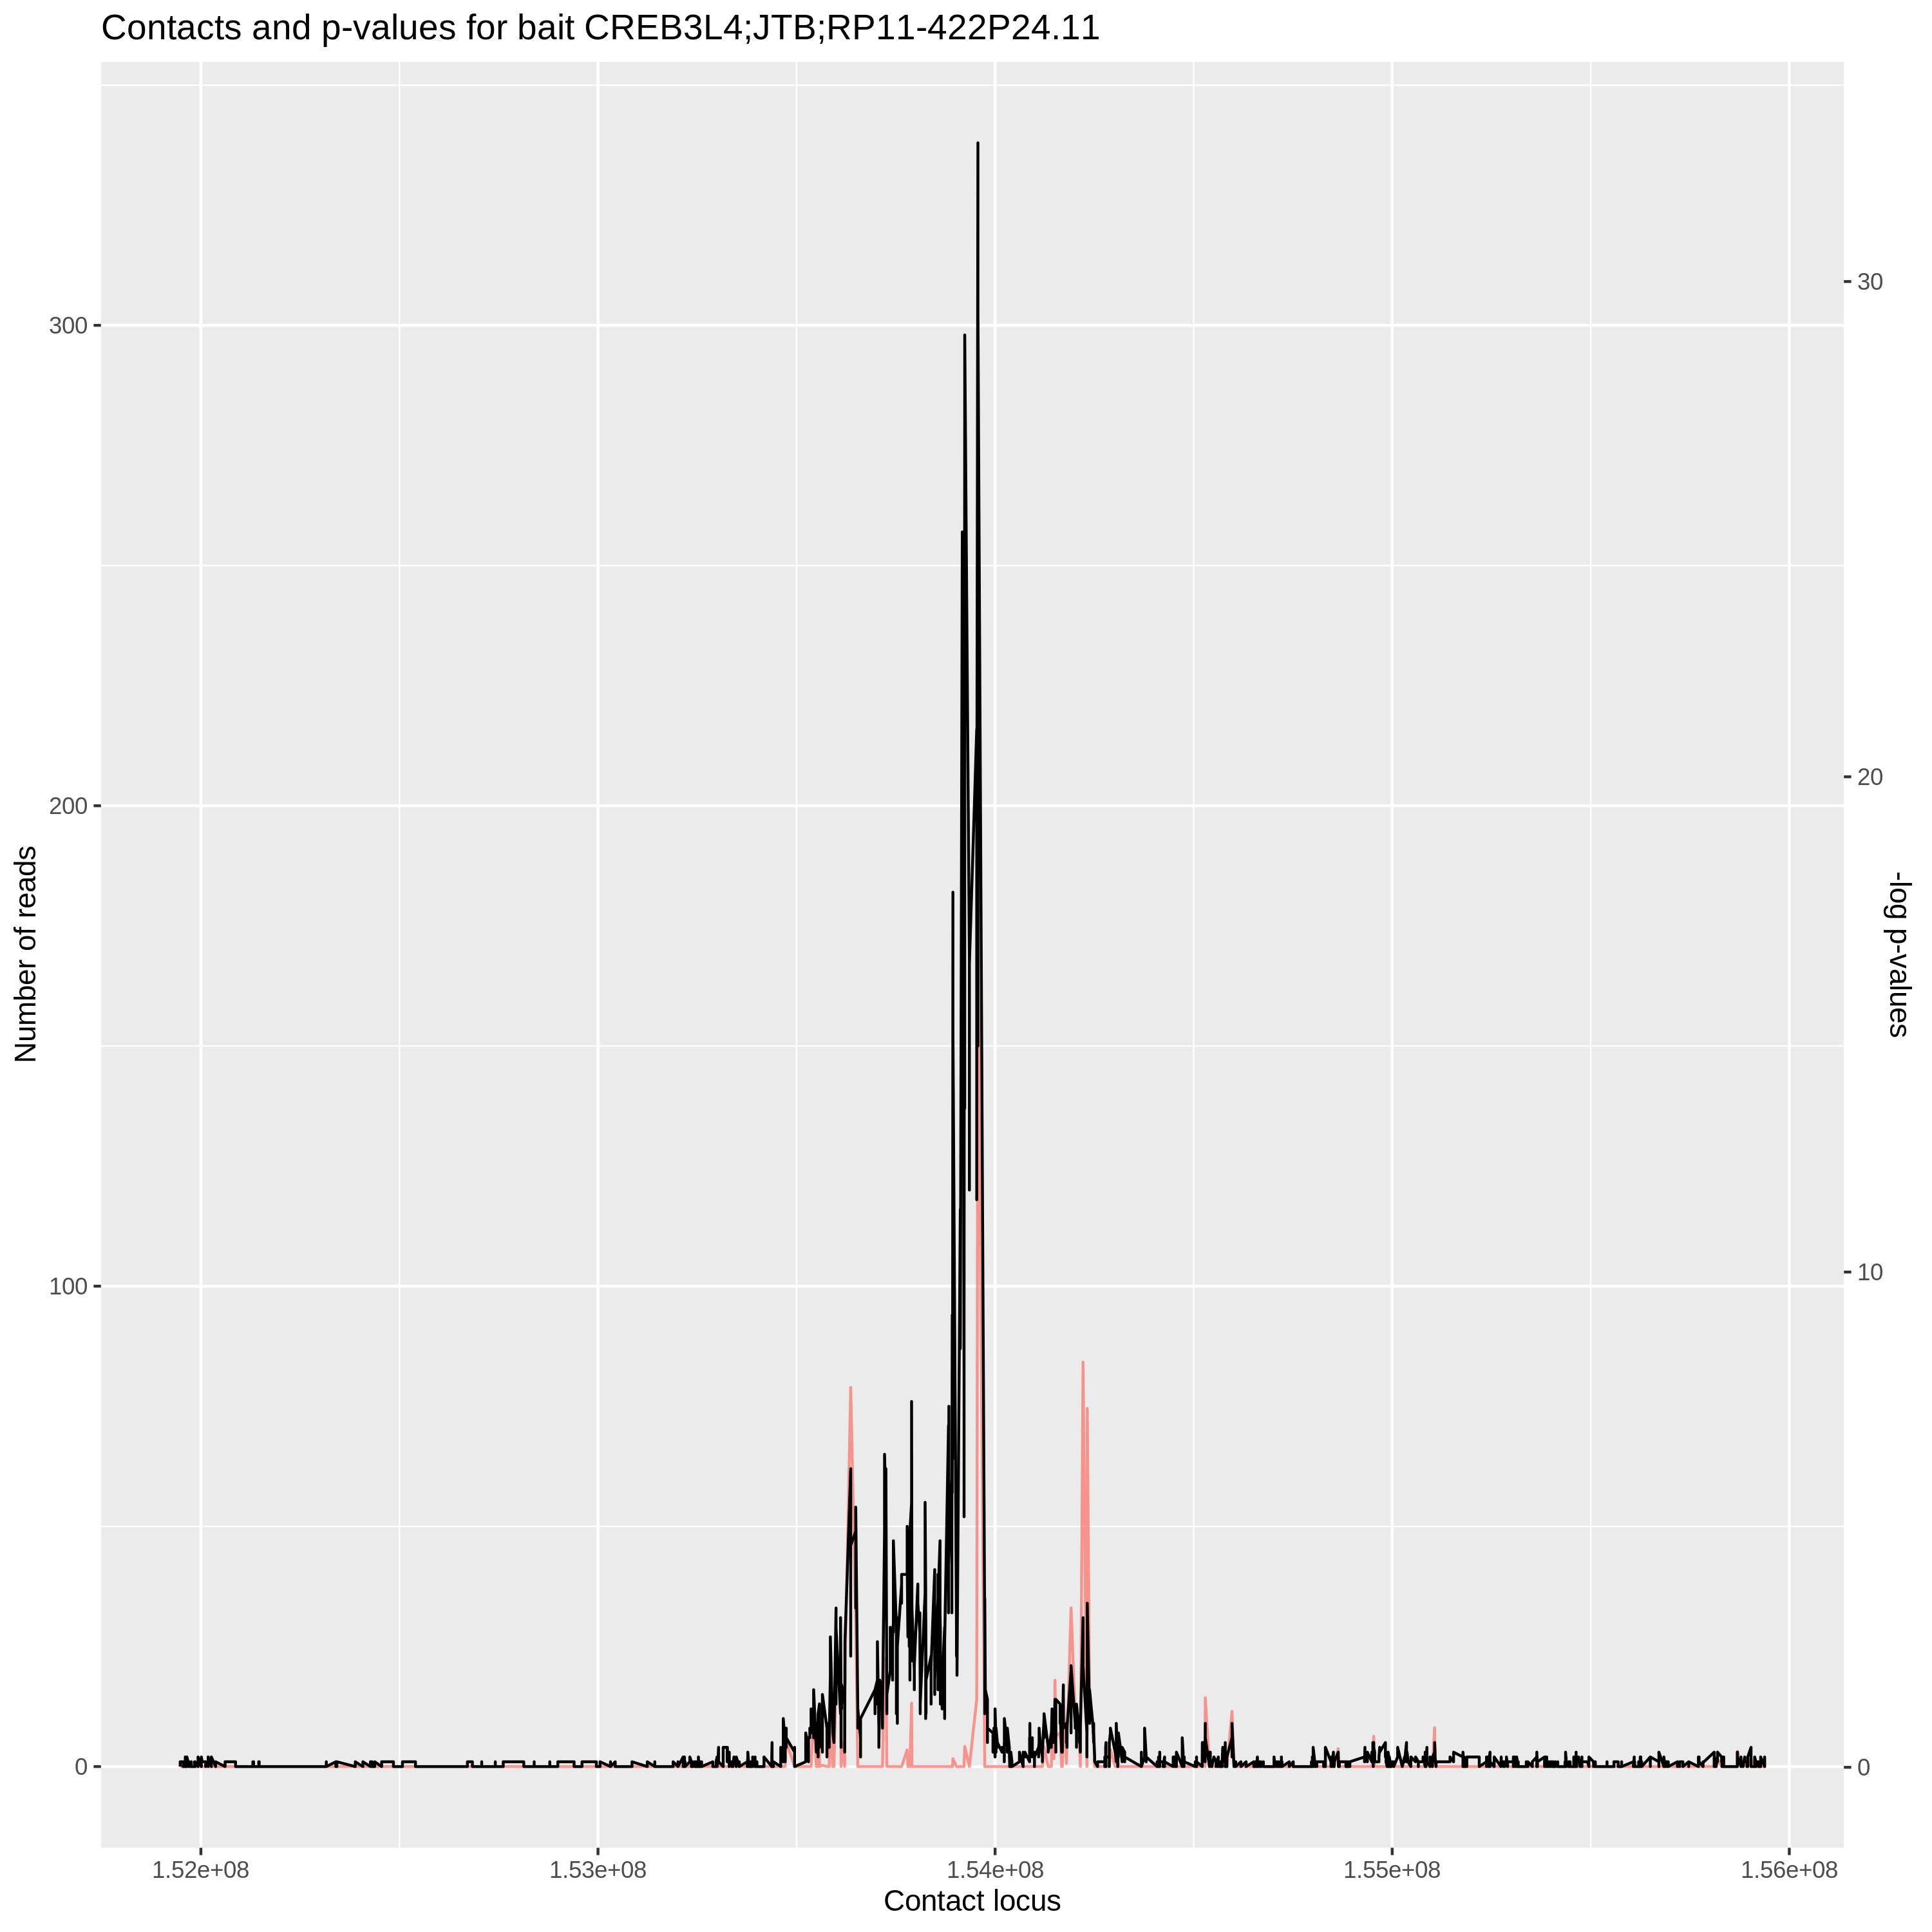 Contacts and p-values for bait CREB3L4;JTB;RP11-422P24.11
Number of reads
300
200
100
0
30
20
10
0
-log p-values
1.52e+08
1.53e+08
1.54e+08
1.55e+08
1.56e+08
Contact locus